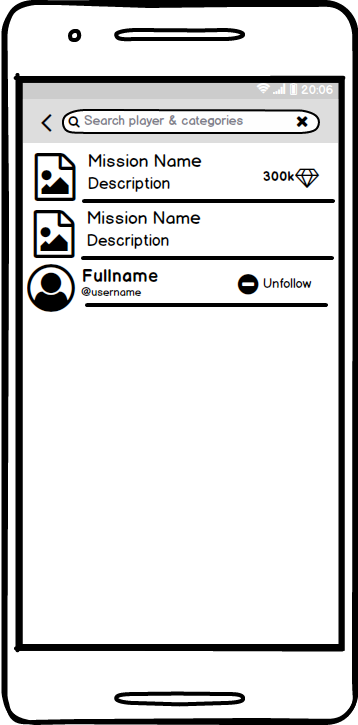 20:06
Search player & categories
Mission Name
Description
300k
Mission Name
Description
Fullname
@username
Unfollow